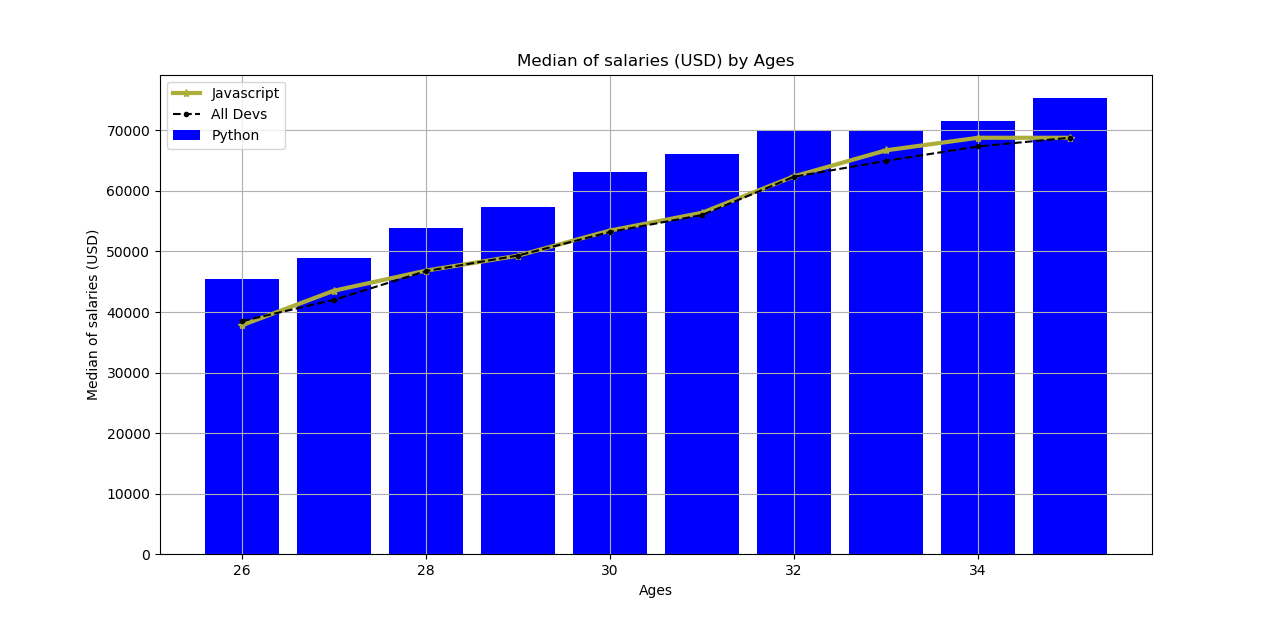 Median of salaries (USD) by Ages
Javascript
All Devs
Python
Median of salaries (USD)
70000
60000
50000
40000
30000
20000
10000
0
26 28 30 32 34
Ages